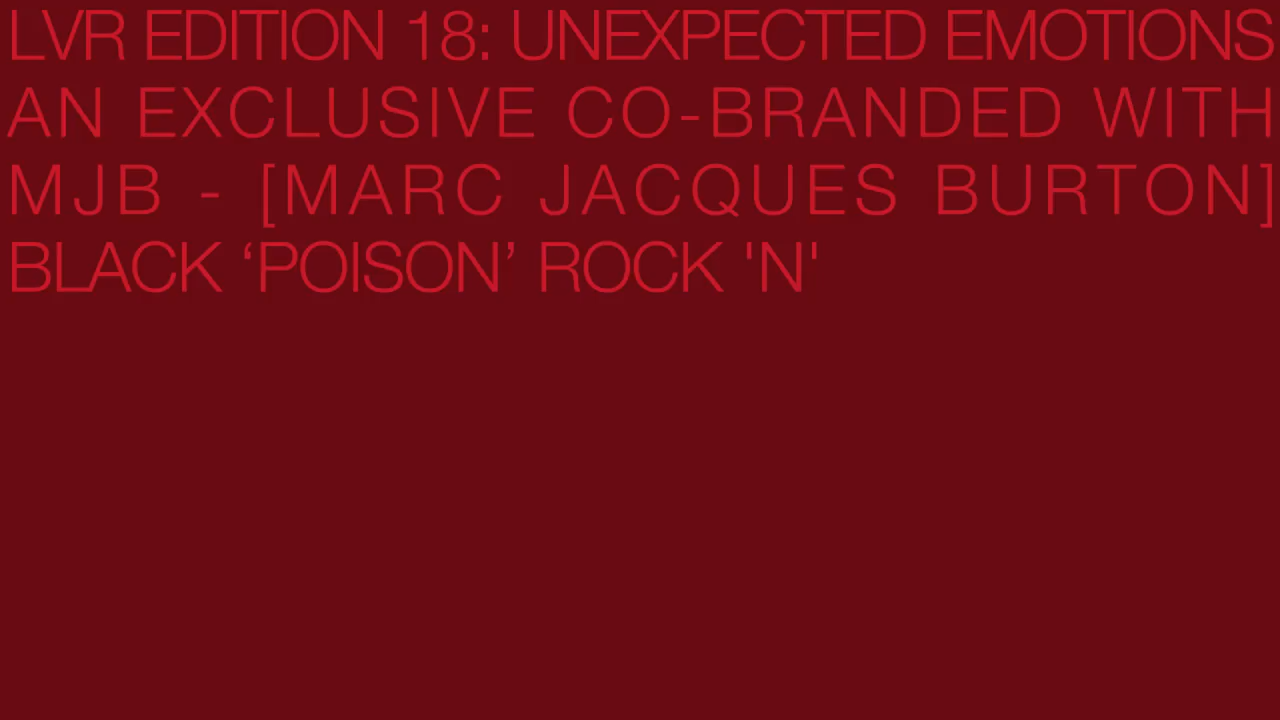 LVR EDITION 18: UNEXPECTED EMOTIONS
AN EXCLUSIVE CO-BRANDED WITH
MJB - [MARC JACQUES BURTON]
BLACK ‘POISON’ ROCK 'N'